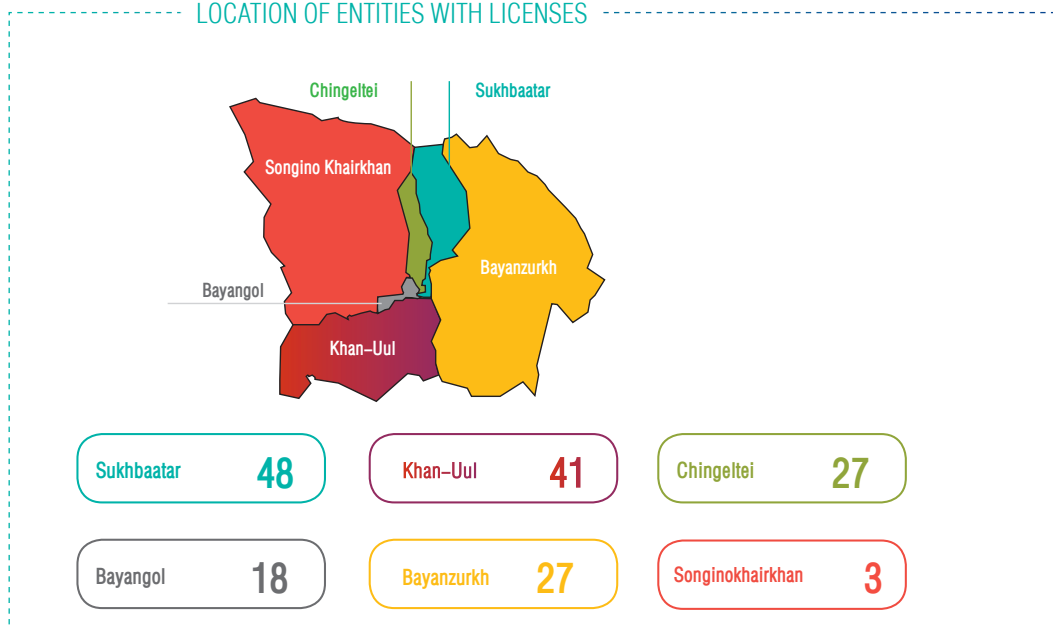 LOCATION OF ENTITIES WITH LICENSES
Chingeltei
Sukhbaatar
Songino Khairkhan
Bayanzurkh
Bayangol
Khan–Uul
Sukhbaatar 48
Khan–Uul 41
Chingeltei 27
Bayangol 18
Bayanzurkh 27
Songinokhairkhan 3